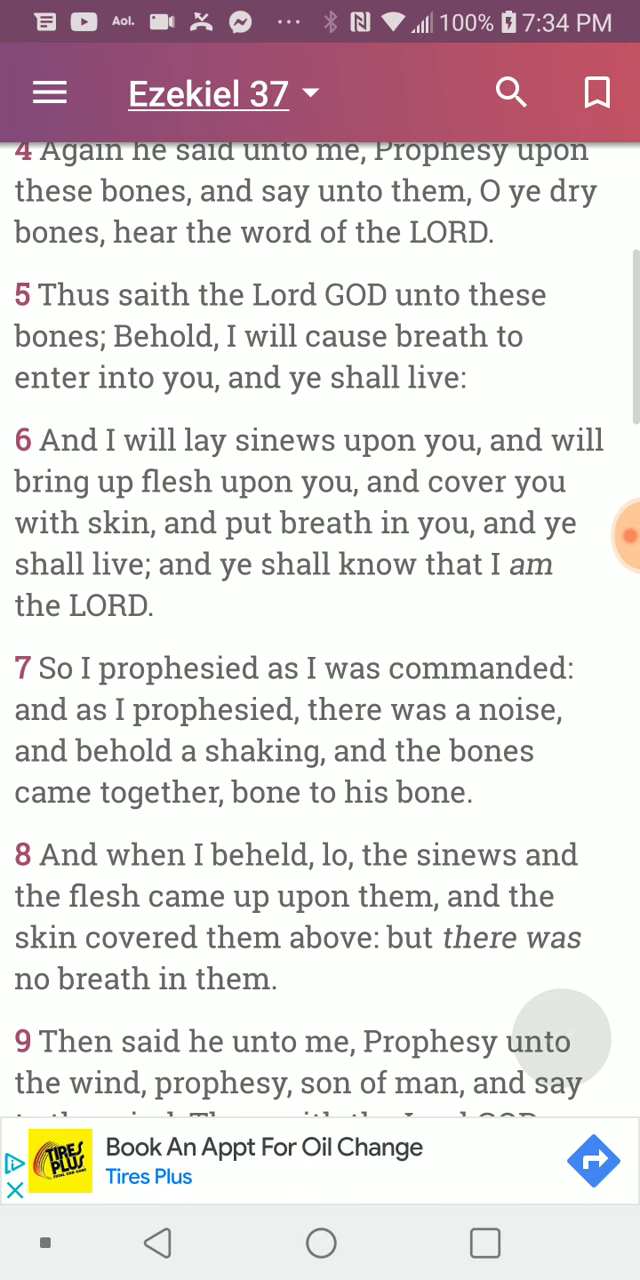 Aol. 100% 7:34 PM
Ezekiel 37
4 Again he said unto me, Prophesy upon
these bones, and say unto them, O ye dry
bones, hear the word of the LORD.
5 Thus saith the Lord GOD unto these
bones; Behold, I will cause breath to
enter into you, and ye shall live:
6 And I will lay sinews upon you, and will
bring up flesh upon you, and cover you
with skin, and put breath in you, and ye
shall live; and ye shall know that I am
the LORD.
7 So I prophesied as I was commanded:
and as I prophesied, there was a noise,
and behold a shaking, and the bones
came together, bone to his bone.
8 And when I beheld, lo, the sinews and
the flesh came up upon them, and the
skin covered them above: but there was
no breath in them.
9 Then said he unto me, Prophesy unto
the wind, prophesy, son of man, and say
TIRES
PLUS
Book An Appt For Oil Change
Tires Plus